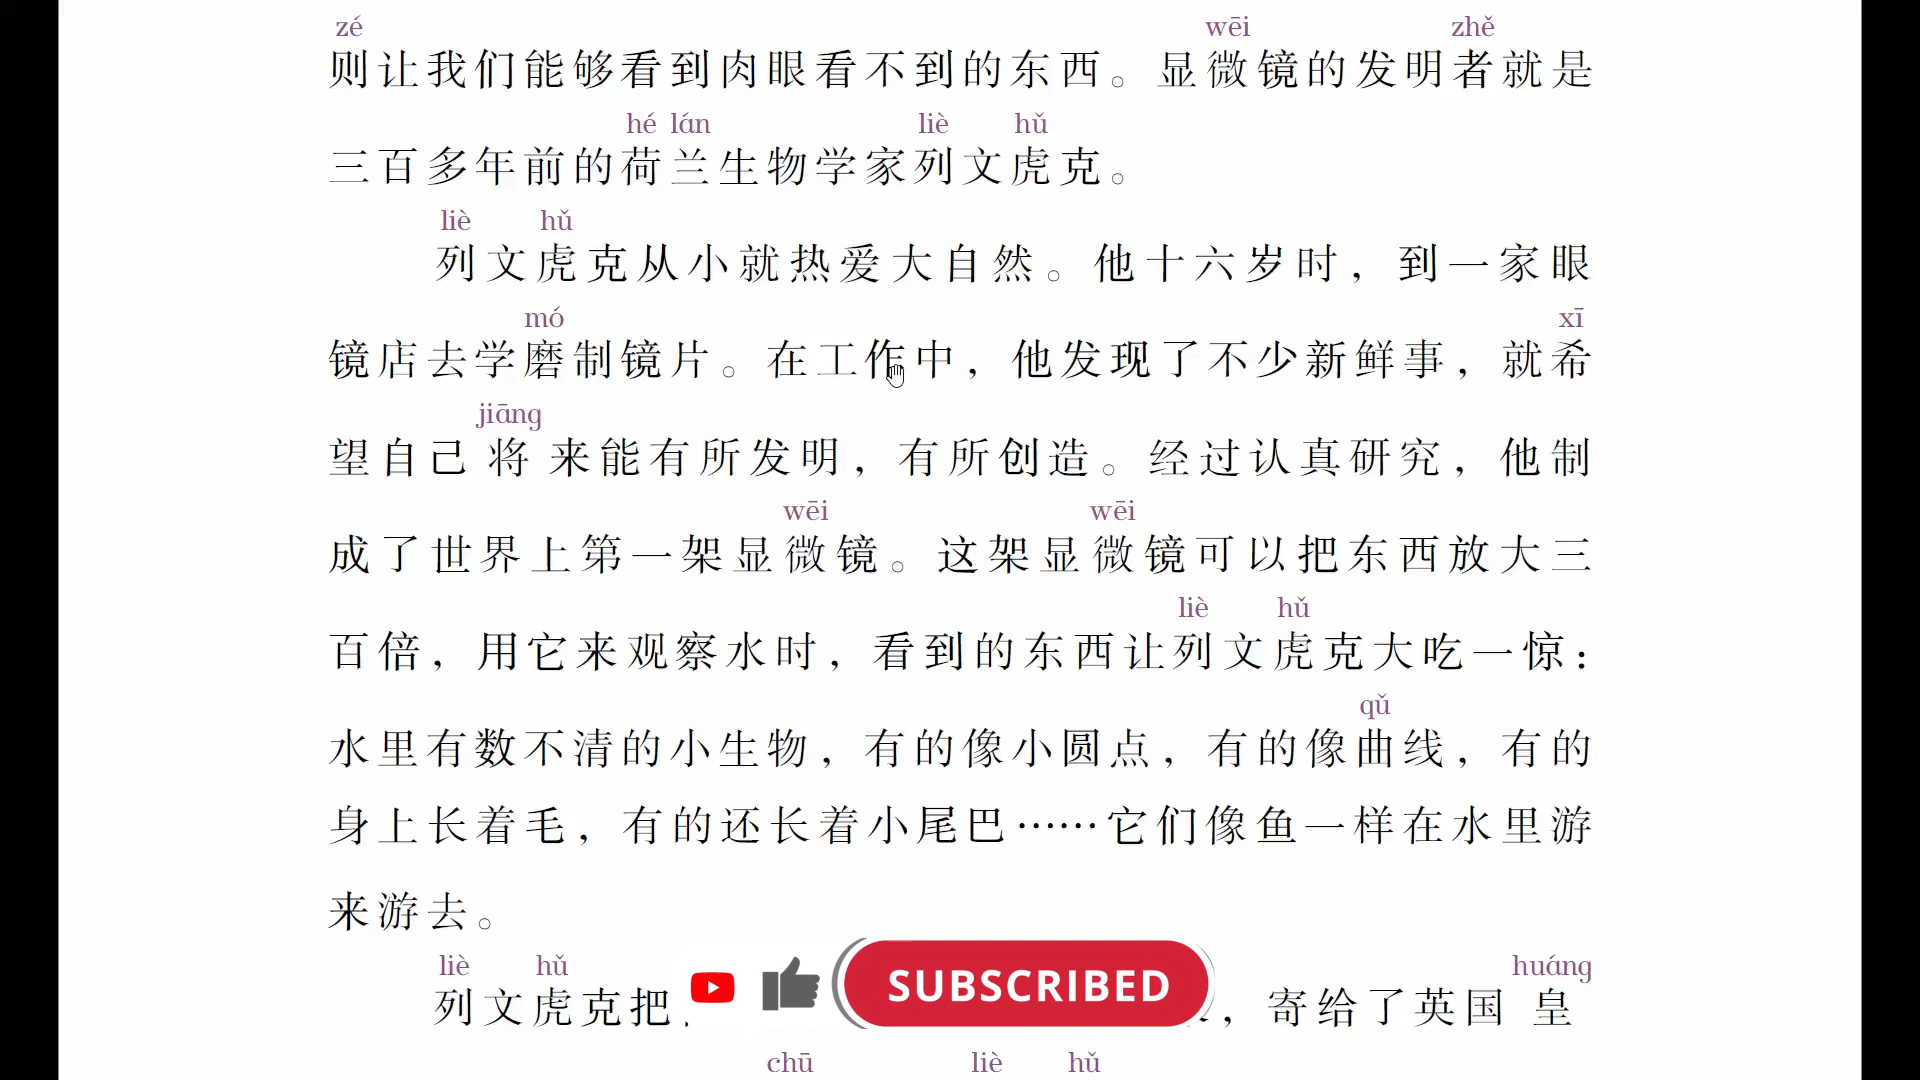 zé wēi zhě
则让我们能够看到肉眼看不到的东西。显微镜的发明者就是
hé lán liè hǔ
三百多年前的荷兰生物学家列文虎克。
liè hǔ
列文虎克从小就热爱大自然。他十六岁时，到一家眼
mó xī
镜店去学磨制镜片。在工作中，他发现了不少新鲜事，就希
jiāng
望自己将来能有所发明，有所创造。经过认真研究，他制
wēi wēi
成了世界上第一架显微镜。这架显微镜可以把东西放大三
liè hǔ
百倍，用它来观察水时，看到的东西让列文虎克大吃一惊：
qǔ
水里有数不清的小生物，有的像小圆点，有的像曲线，有的
身上长着毛，有的还长着小尾巴……它们像鱼一样在水里游
来游去。
liè hǔ huáng
列文虎克把 ，寄给了英国皇
SUBSCRIBED
chū liè hǔ